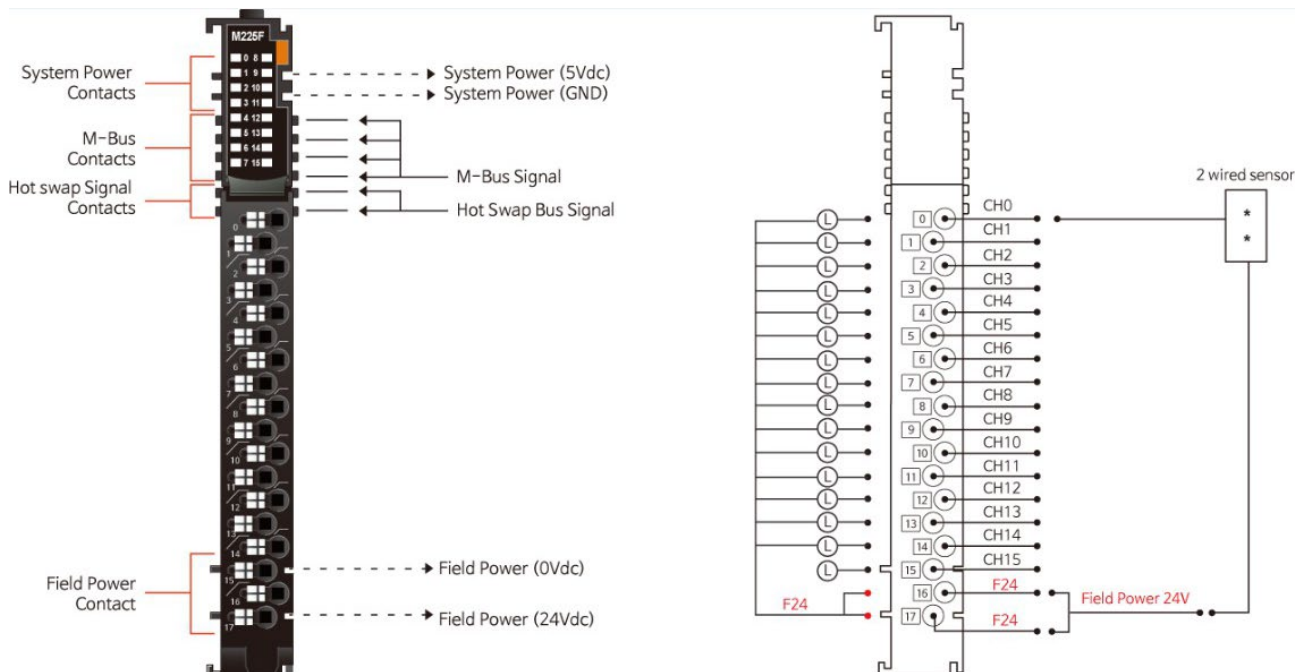 M225F
0 8
1 9
2 10
3 11
4 12
5 13
6 14
7 15
System Power
Contacts
M-Bus
Contacts
Hot swap Signal
Contacts
System Power (5Vdc)
System Power (GND)
M-Bus Signal
Hot Swap Bus Signal
0
1
2
3
4
5
6
7
8
9
10
11
12
13
14
15
16
17
Field Power
Contact
Field Power (0Vdc)
Field Power (24Vdc)
2 wired sensor
*
*
L 0 CH0
L 1 CH1
L 2 CH2
L 3 CH3
L 4 CH4
L 5 CH5
L 6 CH6
L 7 CH7
L 8 CH8
L 9 CH9
L 10 CH10
L 11 CH11
L 12 CH12
L 13 CH13
L 14 CH14
L 15 CH15
F24 16 F24
17 F24
Field Power 24V